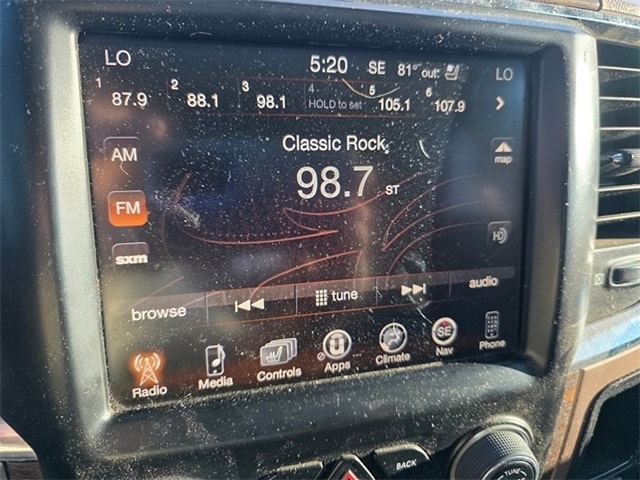 LO 5:20 SE 81° out: LO
1 87.9 2 88.1 3 98.1 4 HOLD to set 5 105.1 6 107.9
AM Classic Rock map
FM 98.7 ST
sxm HD
browse tune audio
Radio Media Controls Apps Climate SE Nav Phone
BACK TUNE